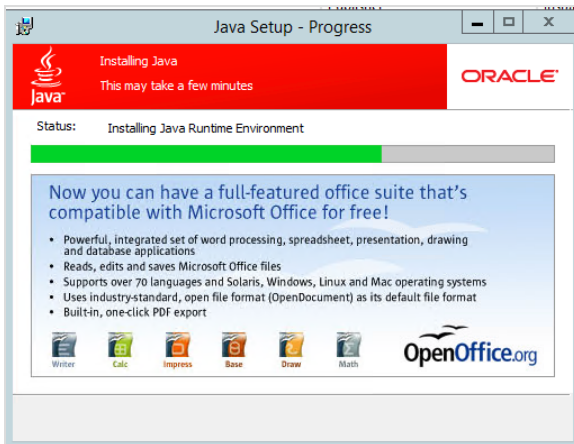 Java Setup - Progress
Installing Java
This may take a few minutes
Java
ORACLE
Status: Installing Java Runtime Environment
Now you can have a full-featured office suite that's
compatible with Microsoft Office for free!
• Powerful, integrated set of word processing, spreadsheet, presentation, drawing
and database applications
• Reads, edits and saves Microsoft Office files
• Supports over 70 languages and Solaris, Windows, Linux and Mac operating systems
• Uses industry-standard, open file format (OpenDocument) as its default file format
• Built-in, one-click PDF export
Writer Calc Impress Base Draw Math
OpenOffice.org